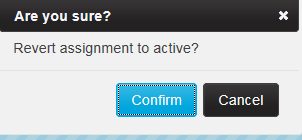 Are you sure?
Revert assignment to active?
Confirm Cancel